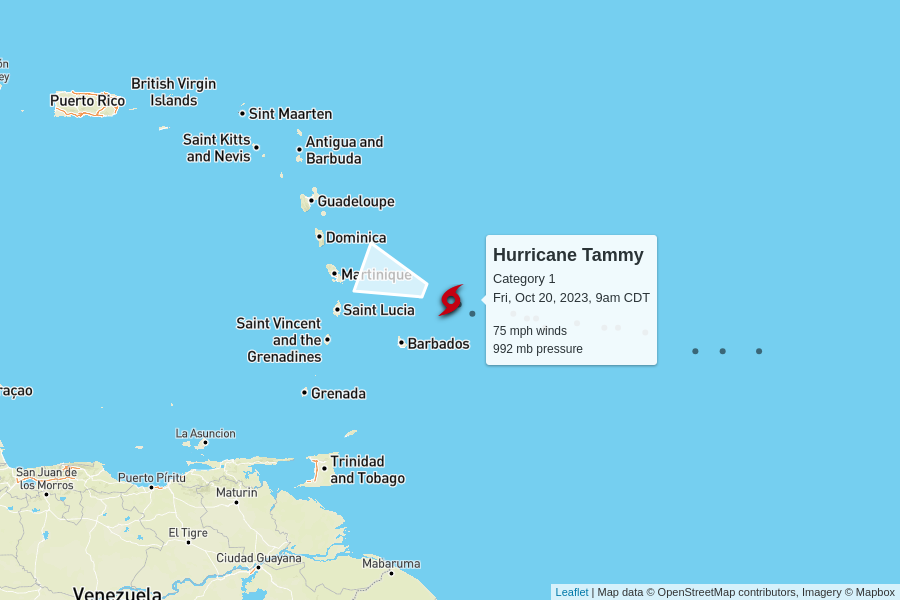 ón
ey
British Virgin
Islands
Puerto Rico
Sint Maarten
Saint Kitts
and Nevis
Antigua and
Barbuda
Guadeloupe
Dominica
Martinique
Hurricane Tammy
Category 1
Fri, Oct 20, 2023, 9am CDT
75 mph winds
992 mb pressure
Saint Lucia
Saint Vincent
and the
Grenadines
Barbados
raçao
Grenada
La Asuncion
Trinidad
and Tobago
San Juan de
los Morros
Puerto Píritu
Maturin
El Tigre
Ciudad Guayana
Mabaruma
Venezuela
Leaflet | Map data © OpenStreetMap contributors, Imagery © Mapbox